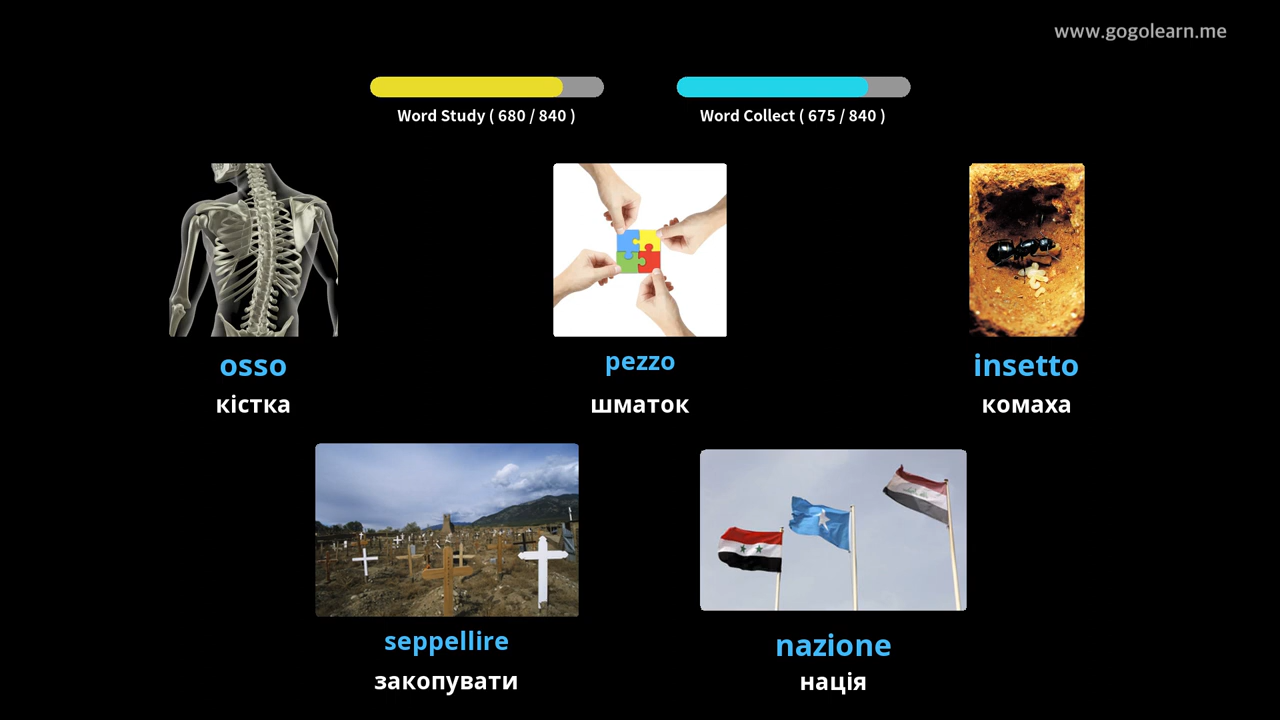 www.gogolearn.me
Word Study ( 680 / 840 )
Word Collect ( 675 / 840 )
osso
pezzo
insetto
кістка
шматок
комаха
seppellire
nazione
закопувати
нація